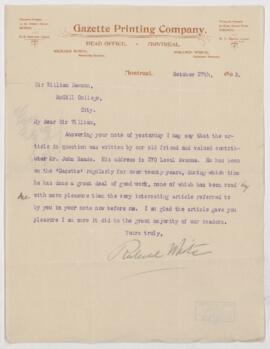 Gazette Printing Company.
HEAD OFFICE, - MONTREAL.
RICHARD WHITE,
Montreal, October 27th, 189
Sir William Dawson,
McGill College,
City.
My Dear Sir William,
Answering your note of yesterday I may say that the article
in question was written by our old friend and valued contributer
Mr. John Reade. His address is 270 Laval Avenue. He has been
on the "Gazette" regularly for over twenty years, during which time
he has done a great deal of good work, none of which has been read by
me with more pleasure than the very interesting article referred to
by you in your note now before me. I am glad the article gave you
pleasure I am sure it did to the great majority of our readers.
Yours truly,
Richard White